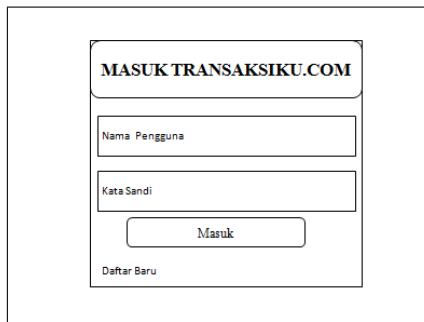 MASUK TRANSAKSIKU.COM
Nama Pengguna
Kata Sandi
Masuk
Daftar Baru